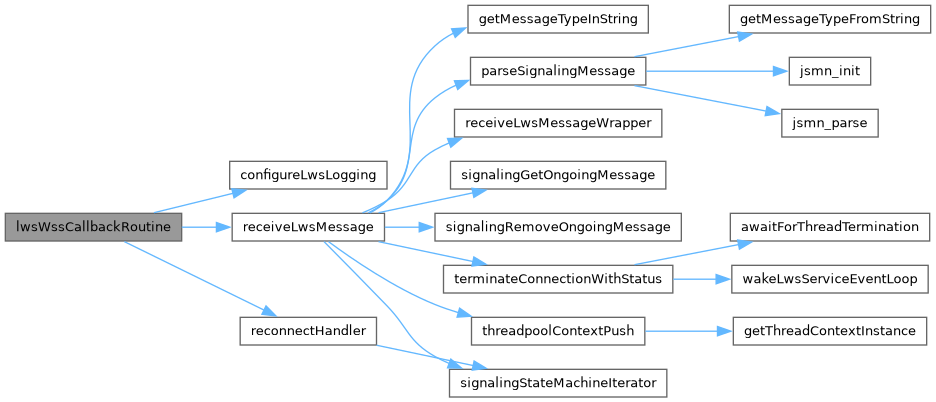 lwsWssCallbackRoutine
configureLwsLogging
receiveLwsMessage
reconnectHandler
getMessageTypeInString
parseSignalingMessage
receiveLwsMessageWrapper
signalingGetOngoingMessage
signalingRemoveOngoingMessage
terminateConnectionWithStatus
threadpoolContextPush
signalingStateMachineIterator
getMessageTypeFromString
jsmn_init
jsmn_parse
awaitForThreadTermination
wakeLwsServiceEventLoop
getThreadContextInstance